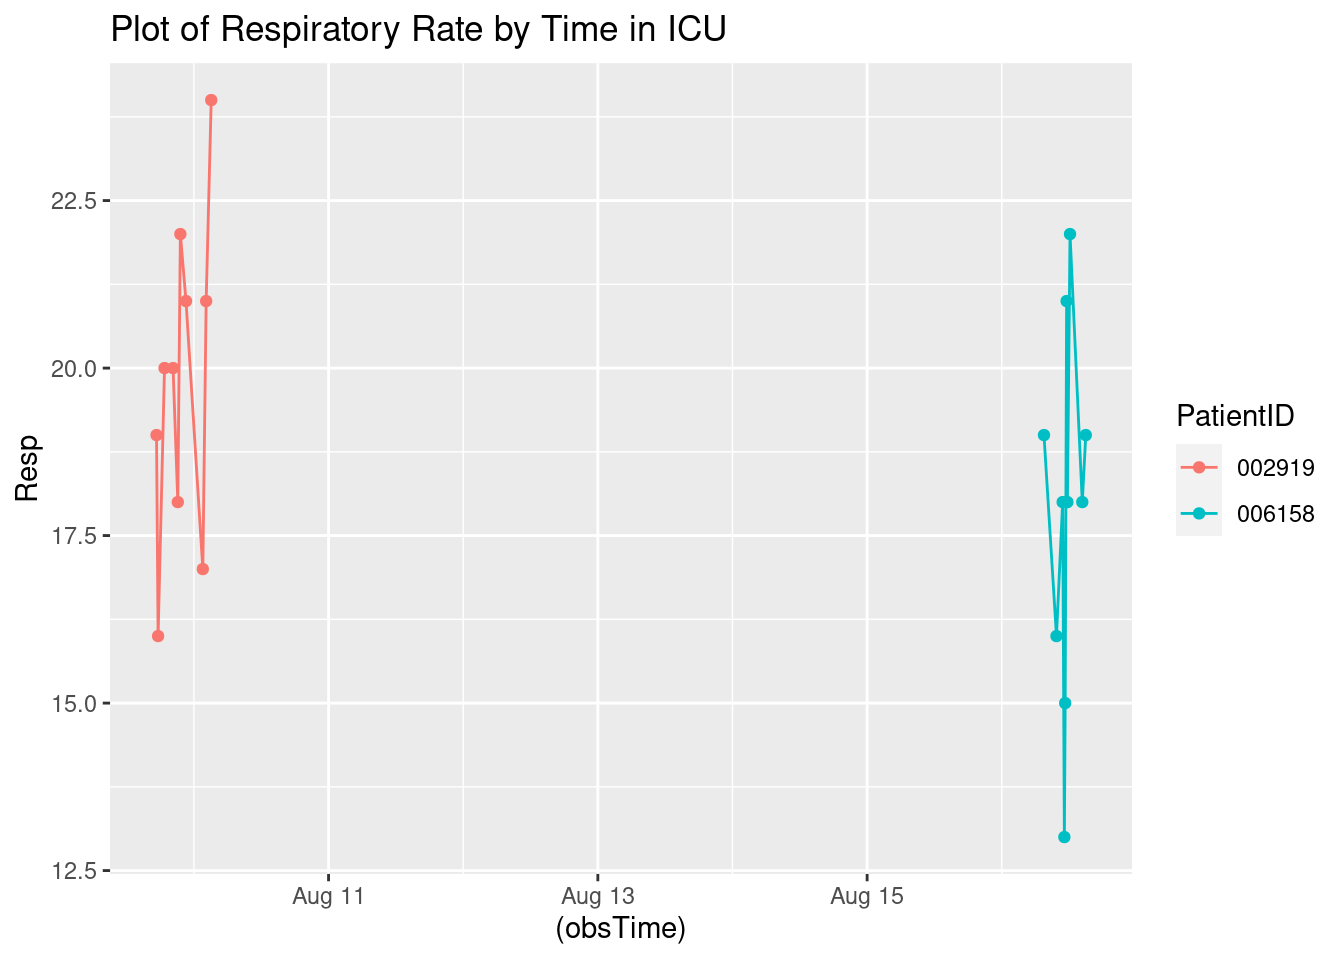 Plot of Respiratory Rate by Time in ICU
22.5
20.0
17.5
15.0
12.5
Resp
Aug 11
Aug 13
Aug 15
(obsTime)
PatientID
002919
006158